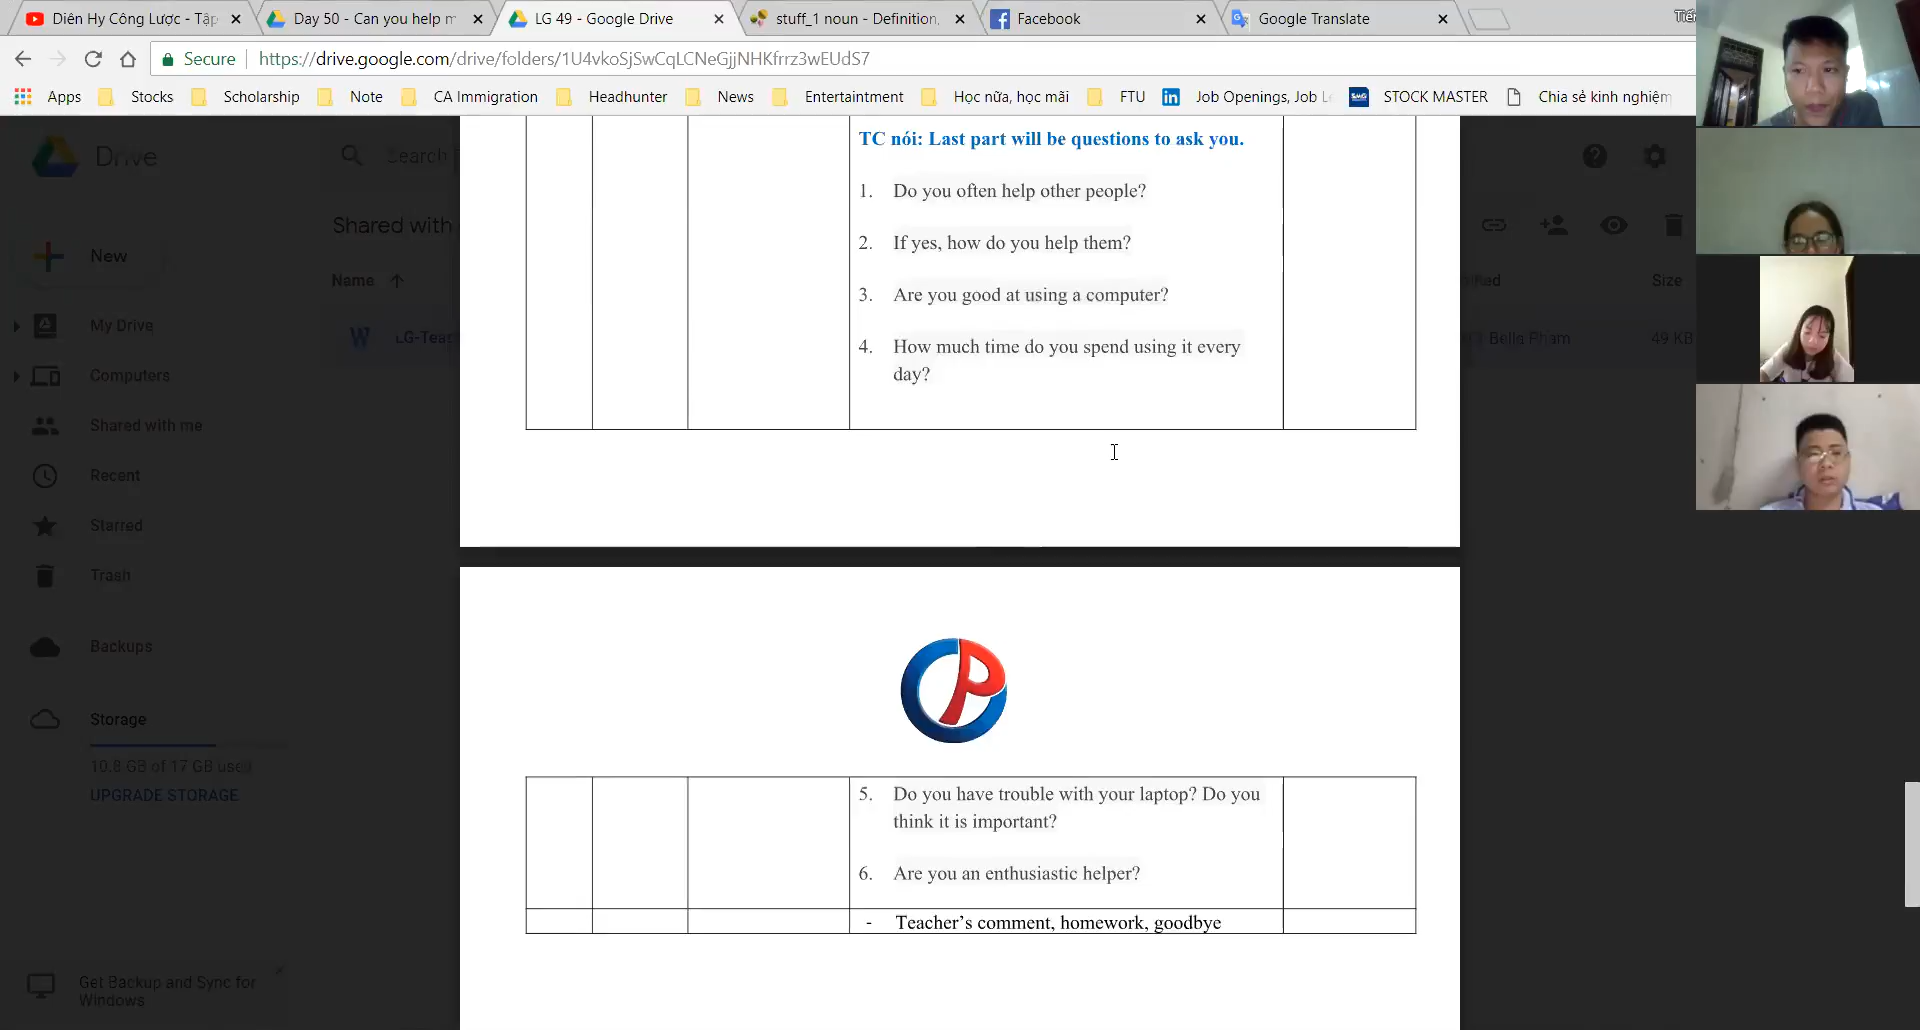 Diên Hy Công Lược - Tập
Day 50 - Can you help m
LG 49 - Google Drive
stuff_1 noun - Definition,
Facebook
Google Translate
Secure
https://drive.google.com/drive/folders/1U4vkoSjSwCqLCNeGjjNHKfrrz3wEUdS7
Apps
Stocks
Scholarship
Note
CA Immigration
Headhunter
News
Entertaintment
Học nữa, học mãi
FTU
Job Openings, Job L
STOCK MASTER
Chia sẻ kinh nghiệm
Drive
Search
New
Shared with
Name
Size
My Drive
LG-Teas
Bella Pham
49 KB
Computers
Shared with me
Recent
Starred
Trash
Backups
Storage
10.8 GB of 17 GB used
UPGRADE STORAGE
Get Backup and Sync for
Windows
TC nói: Last part will be questions to ask you.
1. Do you often help other people?
2. If yes, how do you help them?
3. Are you good at using a computer?
4. How much time do you spend using it every
day?
5. Do you have trouble with your laptop? Do you
think it is important?
6. Are you an enthusiastic helper?
- Teacher’s comment, homework, goodbye